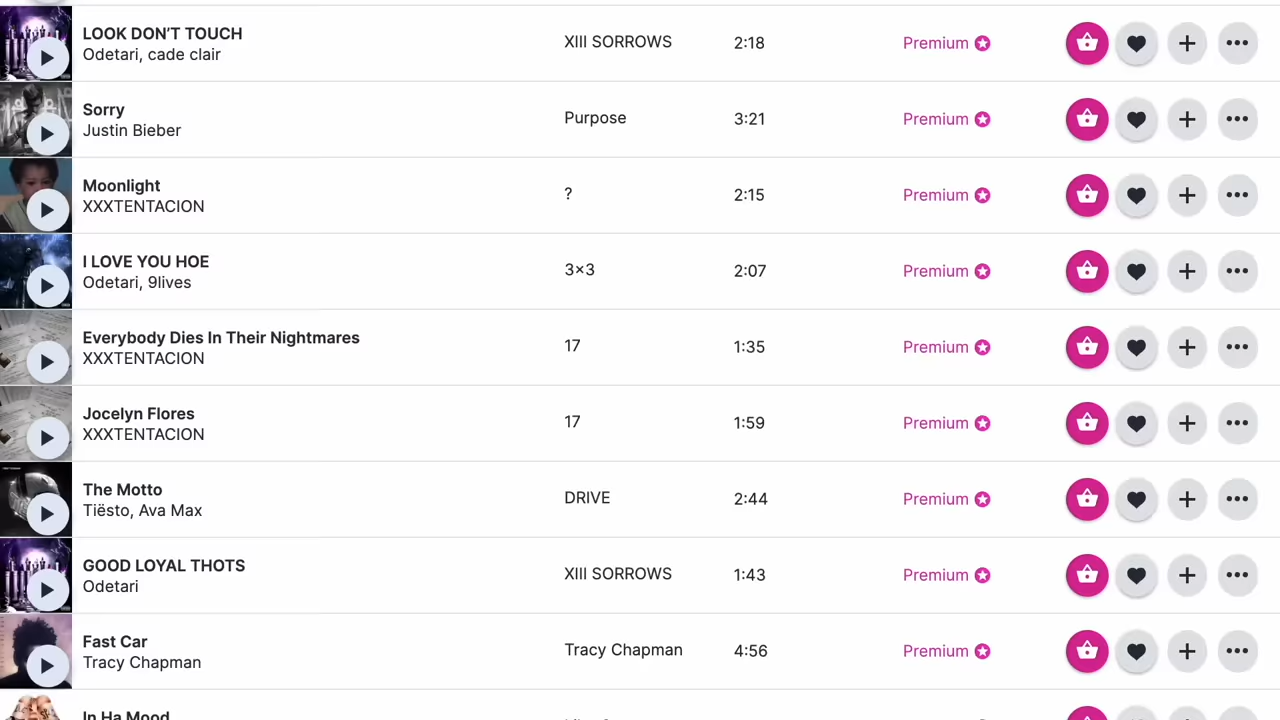 LOOK DON'T TOUCH
Odetari, cade clair
XIII SORROWS
2:18
Premium
Sorry
Justin Bieber
Purpose
3:21
Premium
Moonlight
XXXTENTACION
?
2:15
Premium
I LOVE YOU HOE
Odetari, 9lives
3×3
2:07
Premium
Everybody Dies In Their Nightmares
XXXTENTACION
17
1:35
Premium
Jocelyn Flores
XXXTENTACION
17
1:59
Premium
The Motto
Tiësto, Ava Max
DRIVE
2:44
Premium
GOOD LOYAL THOTS
Odetari
XIII SORROWS
1:43
Premium
Fast Car
Tracy Chapman
Tracy Chapman
4:56
Premium
In Ha Mood